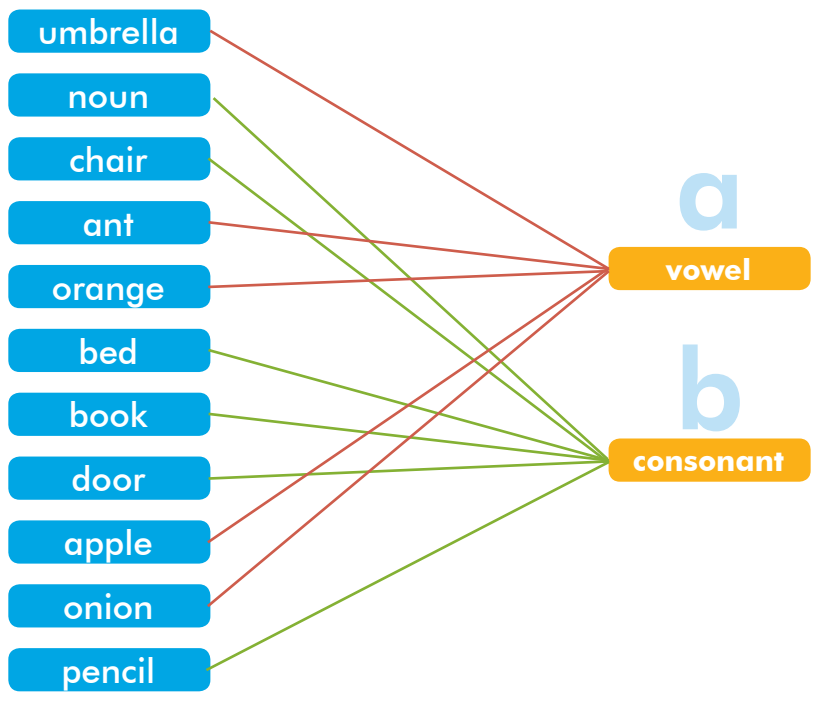 umbrella
noun
chair
ant
orange
bed
book
door
apple
onion
pencil
a
vowel
b
consonant